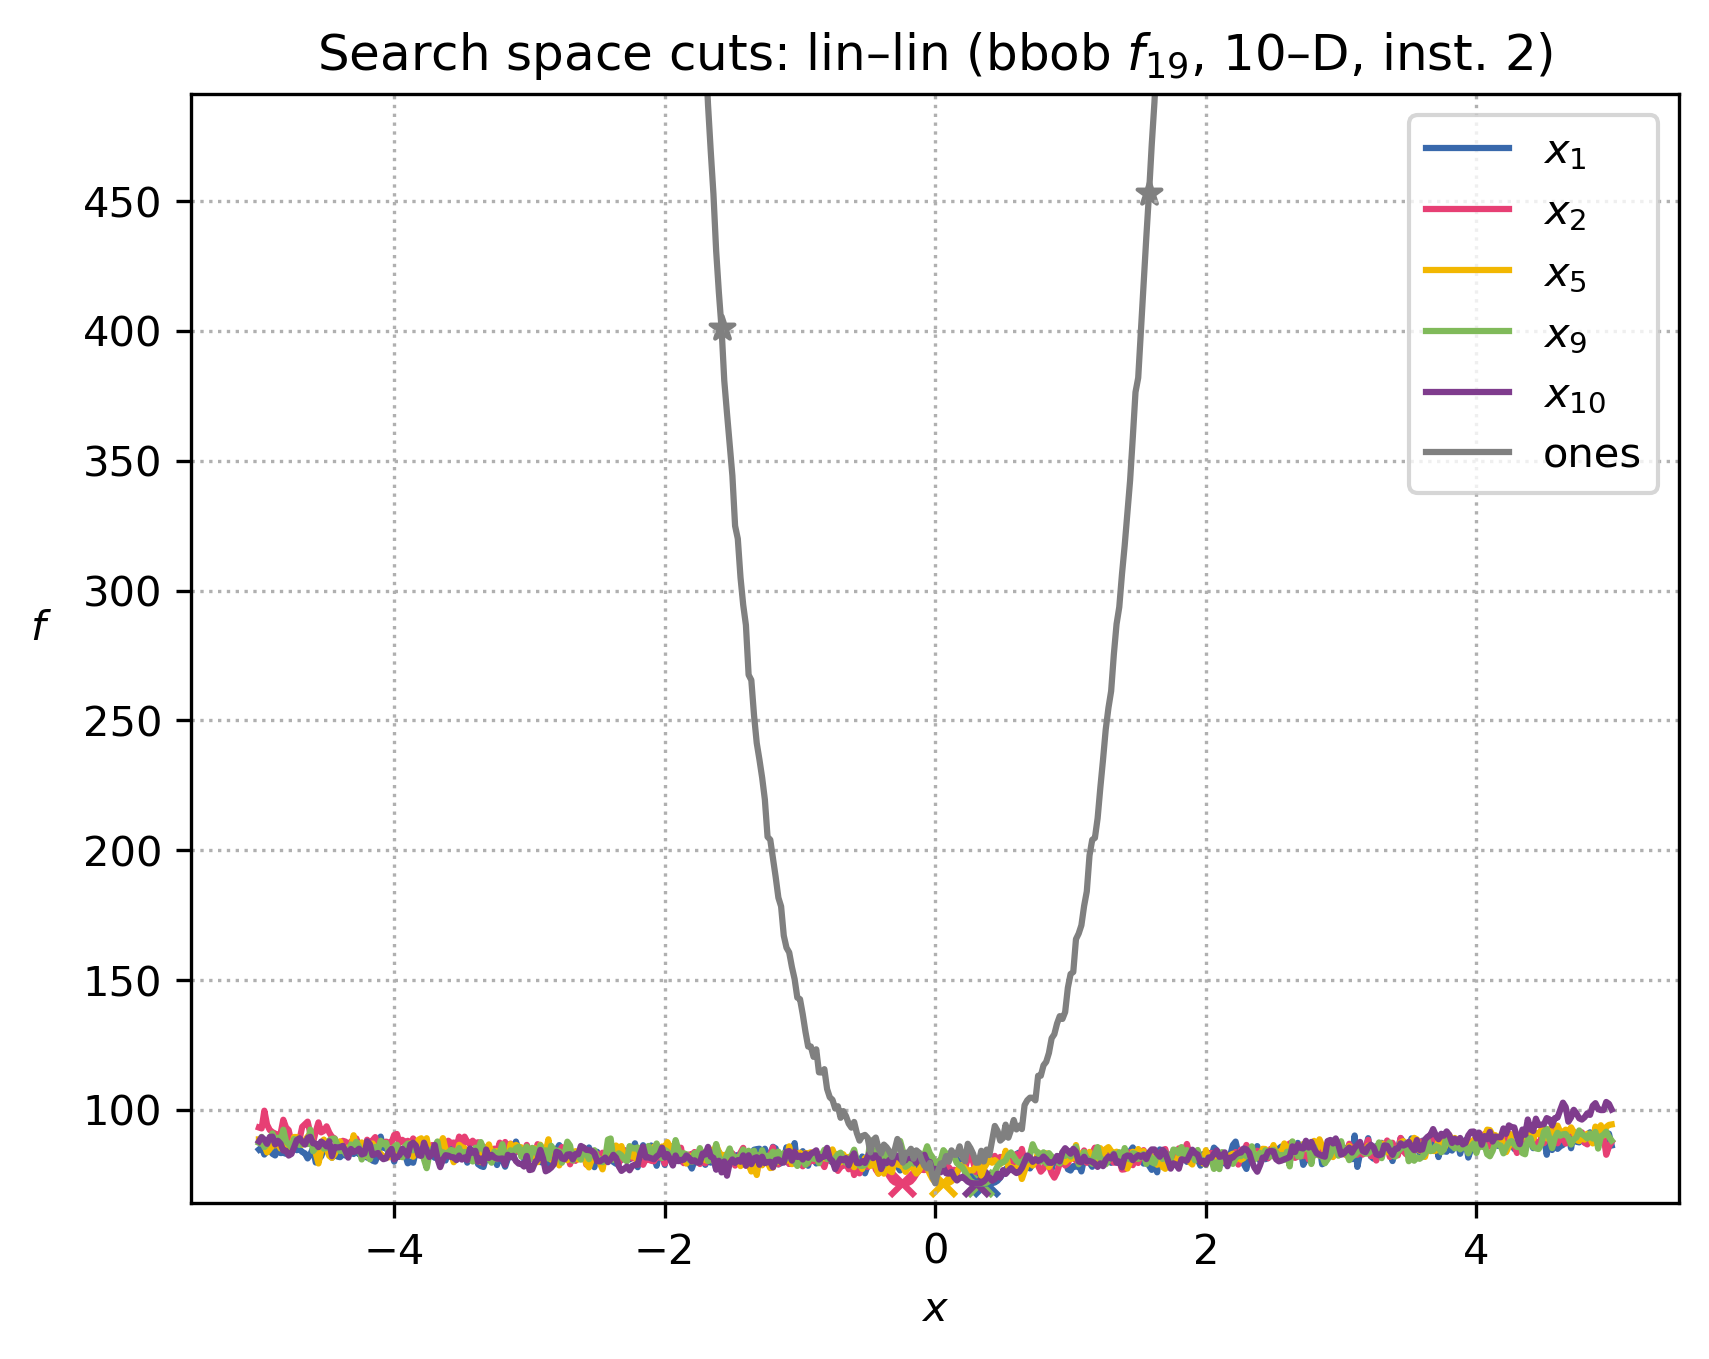 Search space cuts: lin–lin (bbob f₁₉, 10–D, inst. 2)
450
400
350
300
250
200
150
100
f
−4
−2
0
2
4
x
x₁
x₂
x₅
x₉
x₁₀
ones